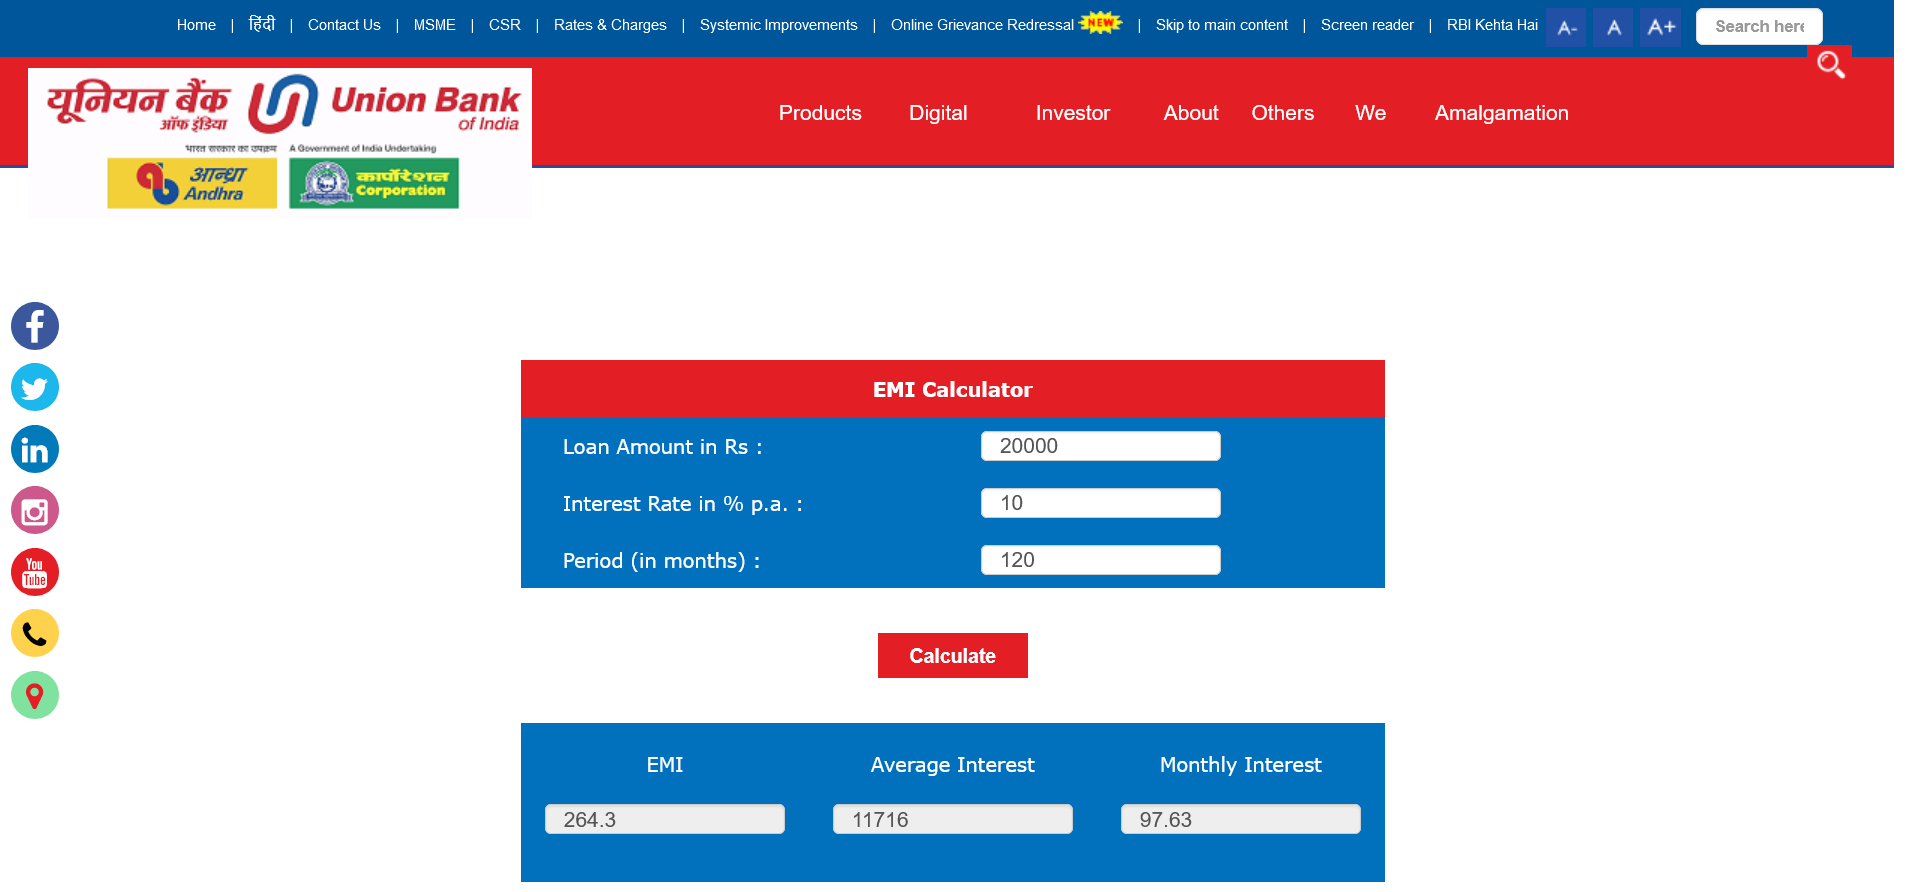 Home | हिंदी | Contact Us | MSME | CSR | Rates & Charges | Systemic Improvements | Online Grievance Redressal NEW | Skip to main content | Screen reader | RBI Kehta Hai A- A A+ Search here
यूनियन बैंक Union Bank
ऑफ इंडिया of India
भारत सरकार का उपक्रम A Government of India Undertaking
आन्ध्रा कार्पोरेशन
Andhra Corporation
Products Digital Investor About Others We Amalgamation
You
Tube
EMI Calculator
Loan Amount in Rs : 20000
Interest Rate in % p.a. : 10
Period (in months) : 120
Calculate
EMI Average Interest Monthly Interest
264.3 11716 97.63